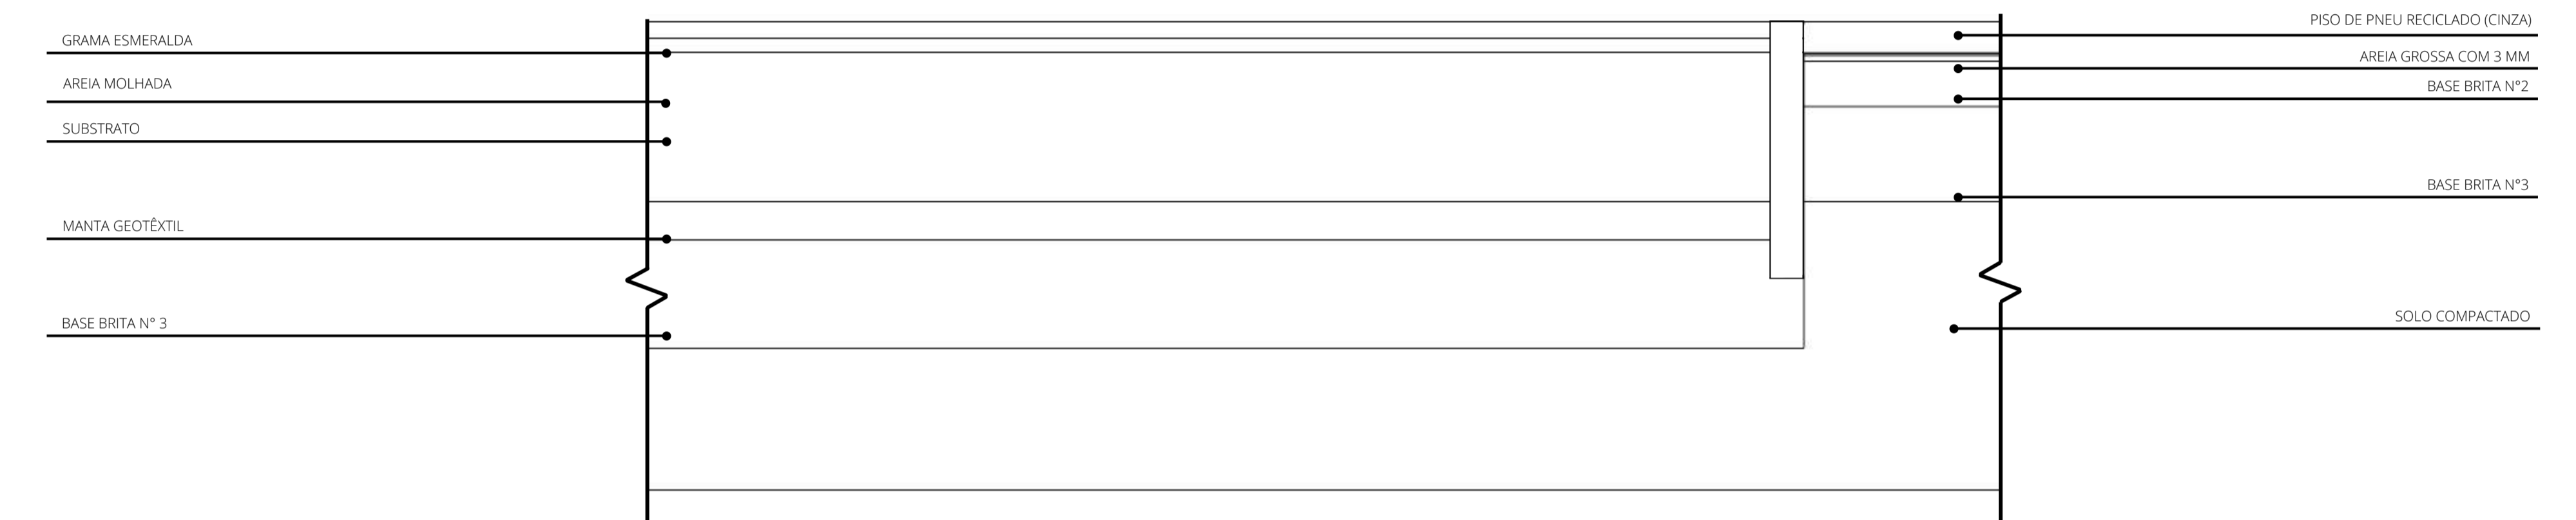 GRAMA ESMERALDA
AREIA MOLHADA
SUBSTRATO
MANTA GEOTÊXTIL
BASE BRITA N° 3
PISO DE PNEU RECICLADO (CINZA)
AREIA GROSSA COM 3 MM
BASE BRITA N°2
BASE BRITA N°3
SOLO COMPACTADO